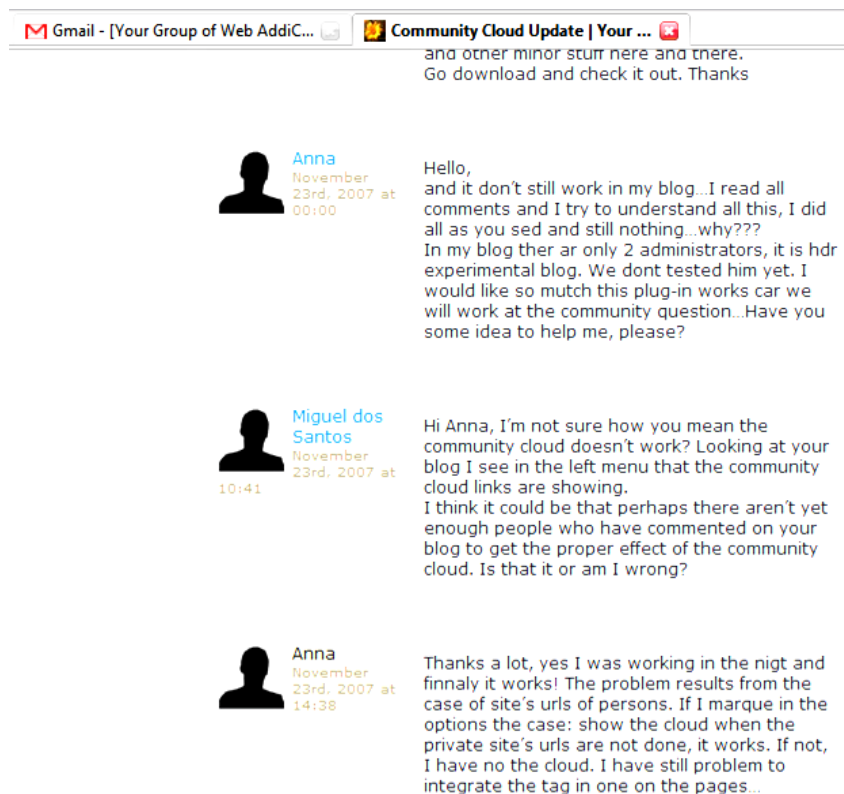 Gmail - [Your Group of Web AddiC...
Community Cloud Update | Your ...
and other minor stuff here and there.
Go download and check it out. Thanks
Anna
November
23rd, 2007 at
00:00
Hello,
and it don´t still work in my blog…I read all
comments and I try to understand all this, I did
all as you sed and still nothing…why???
In my blog ther ar only 2 administrators, it is hdr
experimental blog. We dont tested him yet. I
would like so mutch this plug-in works car we
will work at the community question…Have you
some idea to help me, please?
Miguel dos
Santos
November
23rd, 2007 at
10:41
Hi Anna, I´m not sure how you mean the
community cloud doesn´t work? Looking at your
blog I see in the left menu that the community
cloud links are showing.
I think it could be that perhaps there aren´t yet
enough people who have commented on your
blog to get the proper effect of the community
cloud. Is that it or am I wrong?
Anna
November
23rd, 2007 at
14:38
Thanks a lot, yes I was working in the nigt and
finnaly it works! The problem results from the
case of site´s urls of persons. If I marque in the
options the case: show the cloud when the
private site´s urls are not done, it works. If not,
I have no the cloud. I have still problem to
integrate the tag in one on the pages…